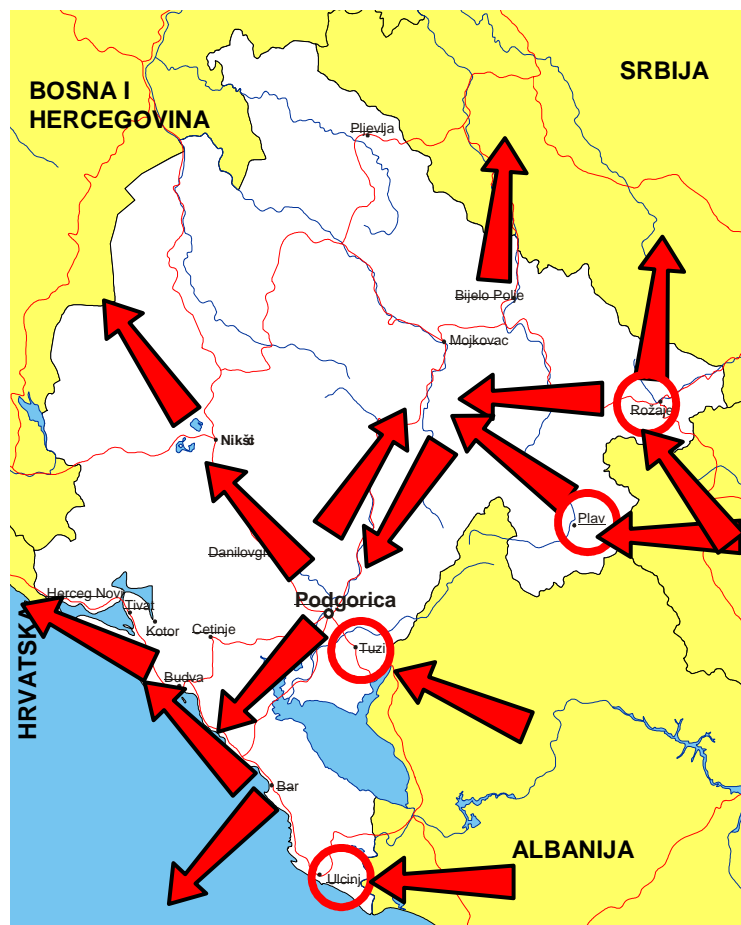 SRBIJA
BOSNA I
HERCEGOVINA
Pljevlja
Bijelo Polje
Mojkovac
Rožaje
Nikšić
Plav
Herceg Novi
Tivat
Kotor
Cetinje
Podgorica
Tuzi
HRVATSKA
Budva
Bar
ALBANIJA
Ulcinj